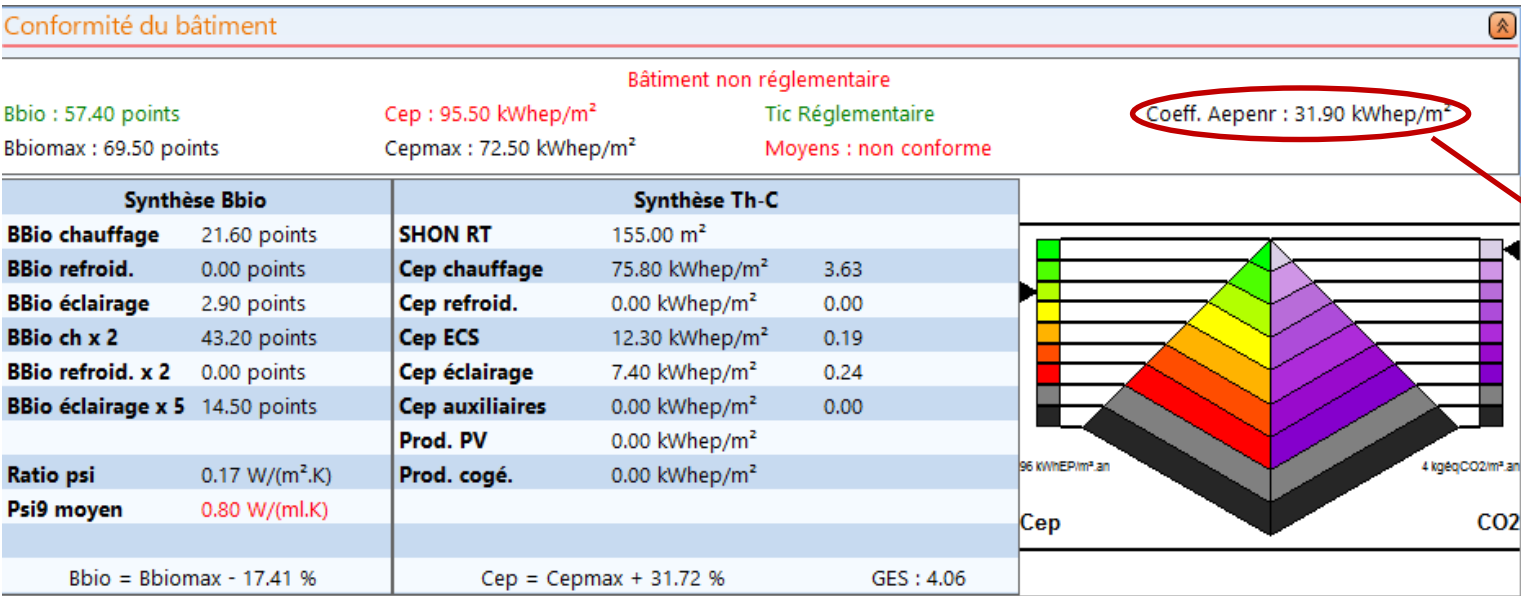 Conformité du bâtiment
Bâtiment non réglementaire
Bbio : 57.40 points Cep : 95.50 kWhep/m² Tic Réglementaire Coeff. Aepenr : 31.90 kWhep/m²
Bbiomax : 69.50 points Cepmax : 72.50 kWhep/m² Moyens : non conforme
Synthèse Bbio Synthèse Th-C
BBio chauffage 21.60 points SHON RT 155.00 m²
BBio refroid. 0.00 points Cep chauffage 75.80 kWhep/m² 3.63
BBio éclairage 2.90 points Cep refroid. 0.00 kWhep/m² 0.00
BBio ch x 2 43.20 points Cep ECS 12.30 kWhep/m² 0.19
BBio refroid. x 2 0.00 points Cep éclairage 7.40 kWhep/m² 0.24
BBio éclairage x 5 14.50 points Cep auxiliaires 0.00 kWhep/m² 0.00
Prod. PV 0.00 kWhep/m²
Ratio psi 0.17 W/(m².K) Prod. cogé. 0.00 kWhep/m²
Psi9 moyen 0.80 W/(ml.K)
Bbio = Bbiomax - 17.41 % Cep = Cepmax + 31.72 % GES : 4.06
96 kWhEP/m².an 4 kgéqCO2/m².an
Cep CO2